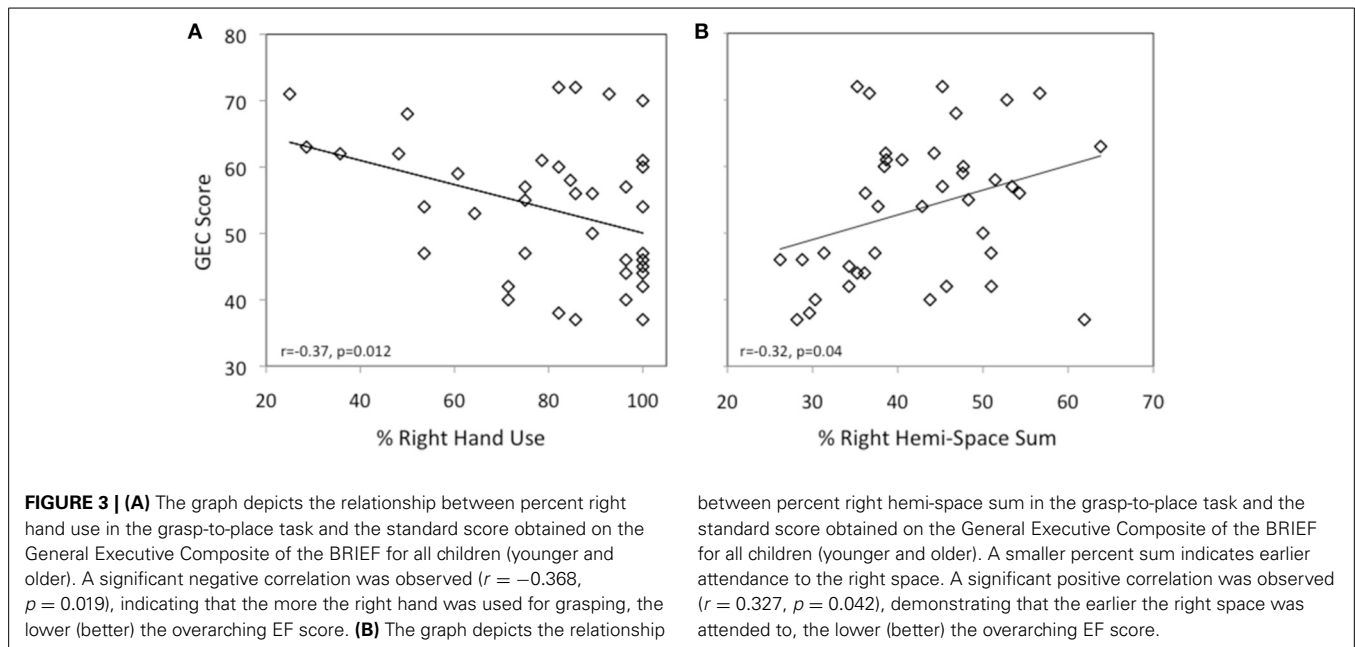 A
80
70
60
50
40
30
GEC Score
r=-0.37, p=0.012
20 40 60 80 100
% Right Hand Use
B
r=-0.32, p=0.04
20 30 40 50 60 70
% Right Hemi-Space Sum
FIGURE 3 | (A) The graph depicts the relationship between percent right
hand use in the grasp-to-place task and the standard score obtained on the
General Executive Composite of the BRIEF for all children (younger and
older). A significant negative correlation was observed (r = −0.368,
p = 0.019), indicating that the more the right hand was used for grasping, the
lower (better) the overarching EF score. (B) The graph depicts the relationship
between percent right hemi-space sum in the grasp-to-place task and the
standard score obtained on the General Executive Composite of the BRIEF
for all children (younger and older). A smaller percent sum indicates earlier
attendance to the right space. A significant positive correlation was observed
(r = 0.327, p = 0.042), demonstrating that the earlier the right space was
attended to, the lower (better) the overarching EF score.